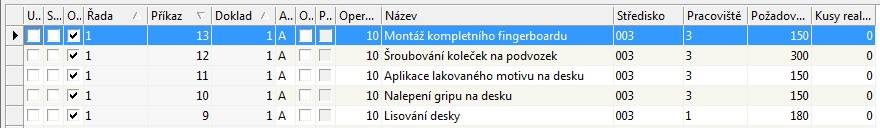 U... S... O... Řada Příkaz Doklad A... O... P... Oper... Název Středisko Pracoviště Požadov... Kusy real...
1 13 1 A 10 Montáž kompletního fingerboardu 003 3 150 0
1 12 1 A 10 Šroubování koleček na podvozek 003 3 300 0
1 11 1 A 10 Aplikace lakovaného motivu na desku 003 3 150 0
1 10 1 A 10 Nalepení gripu na desku 003 3 150 0
1 9 1 A 10 Lisování desky 003 1 180 0